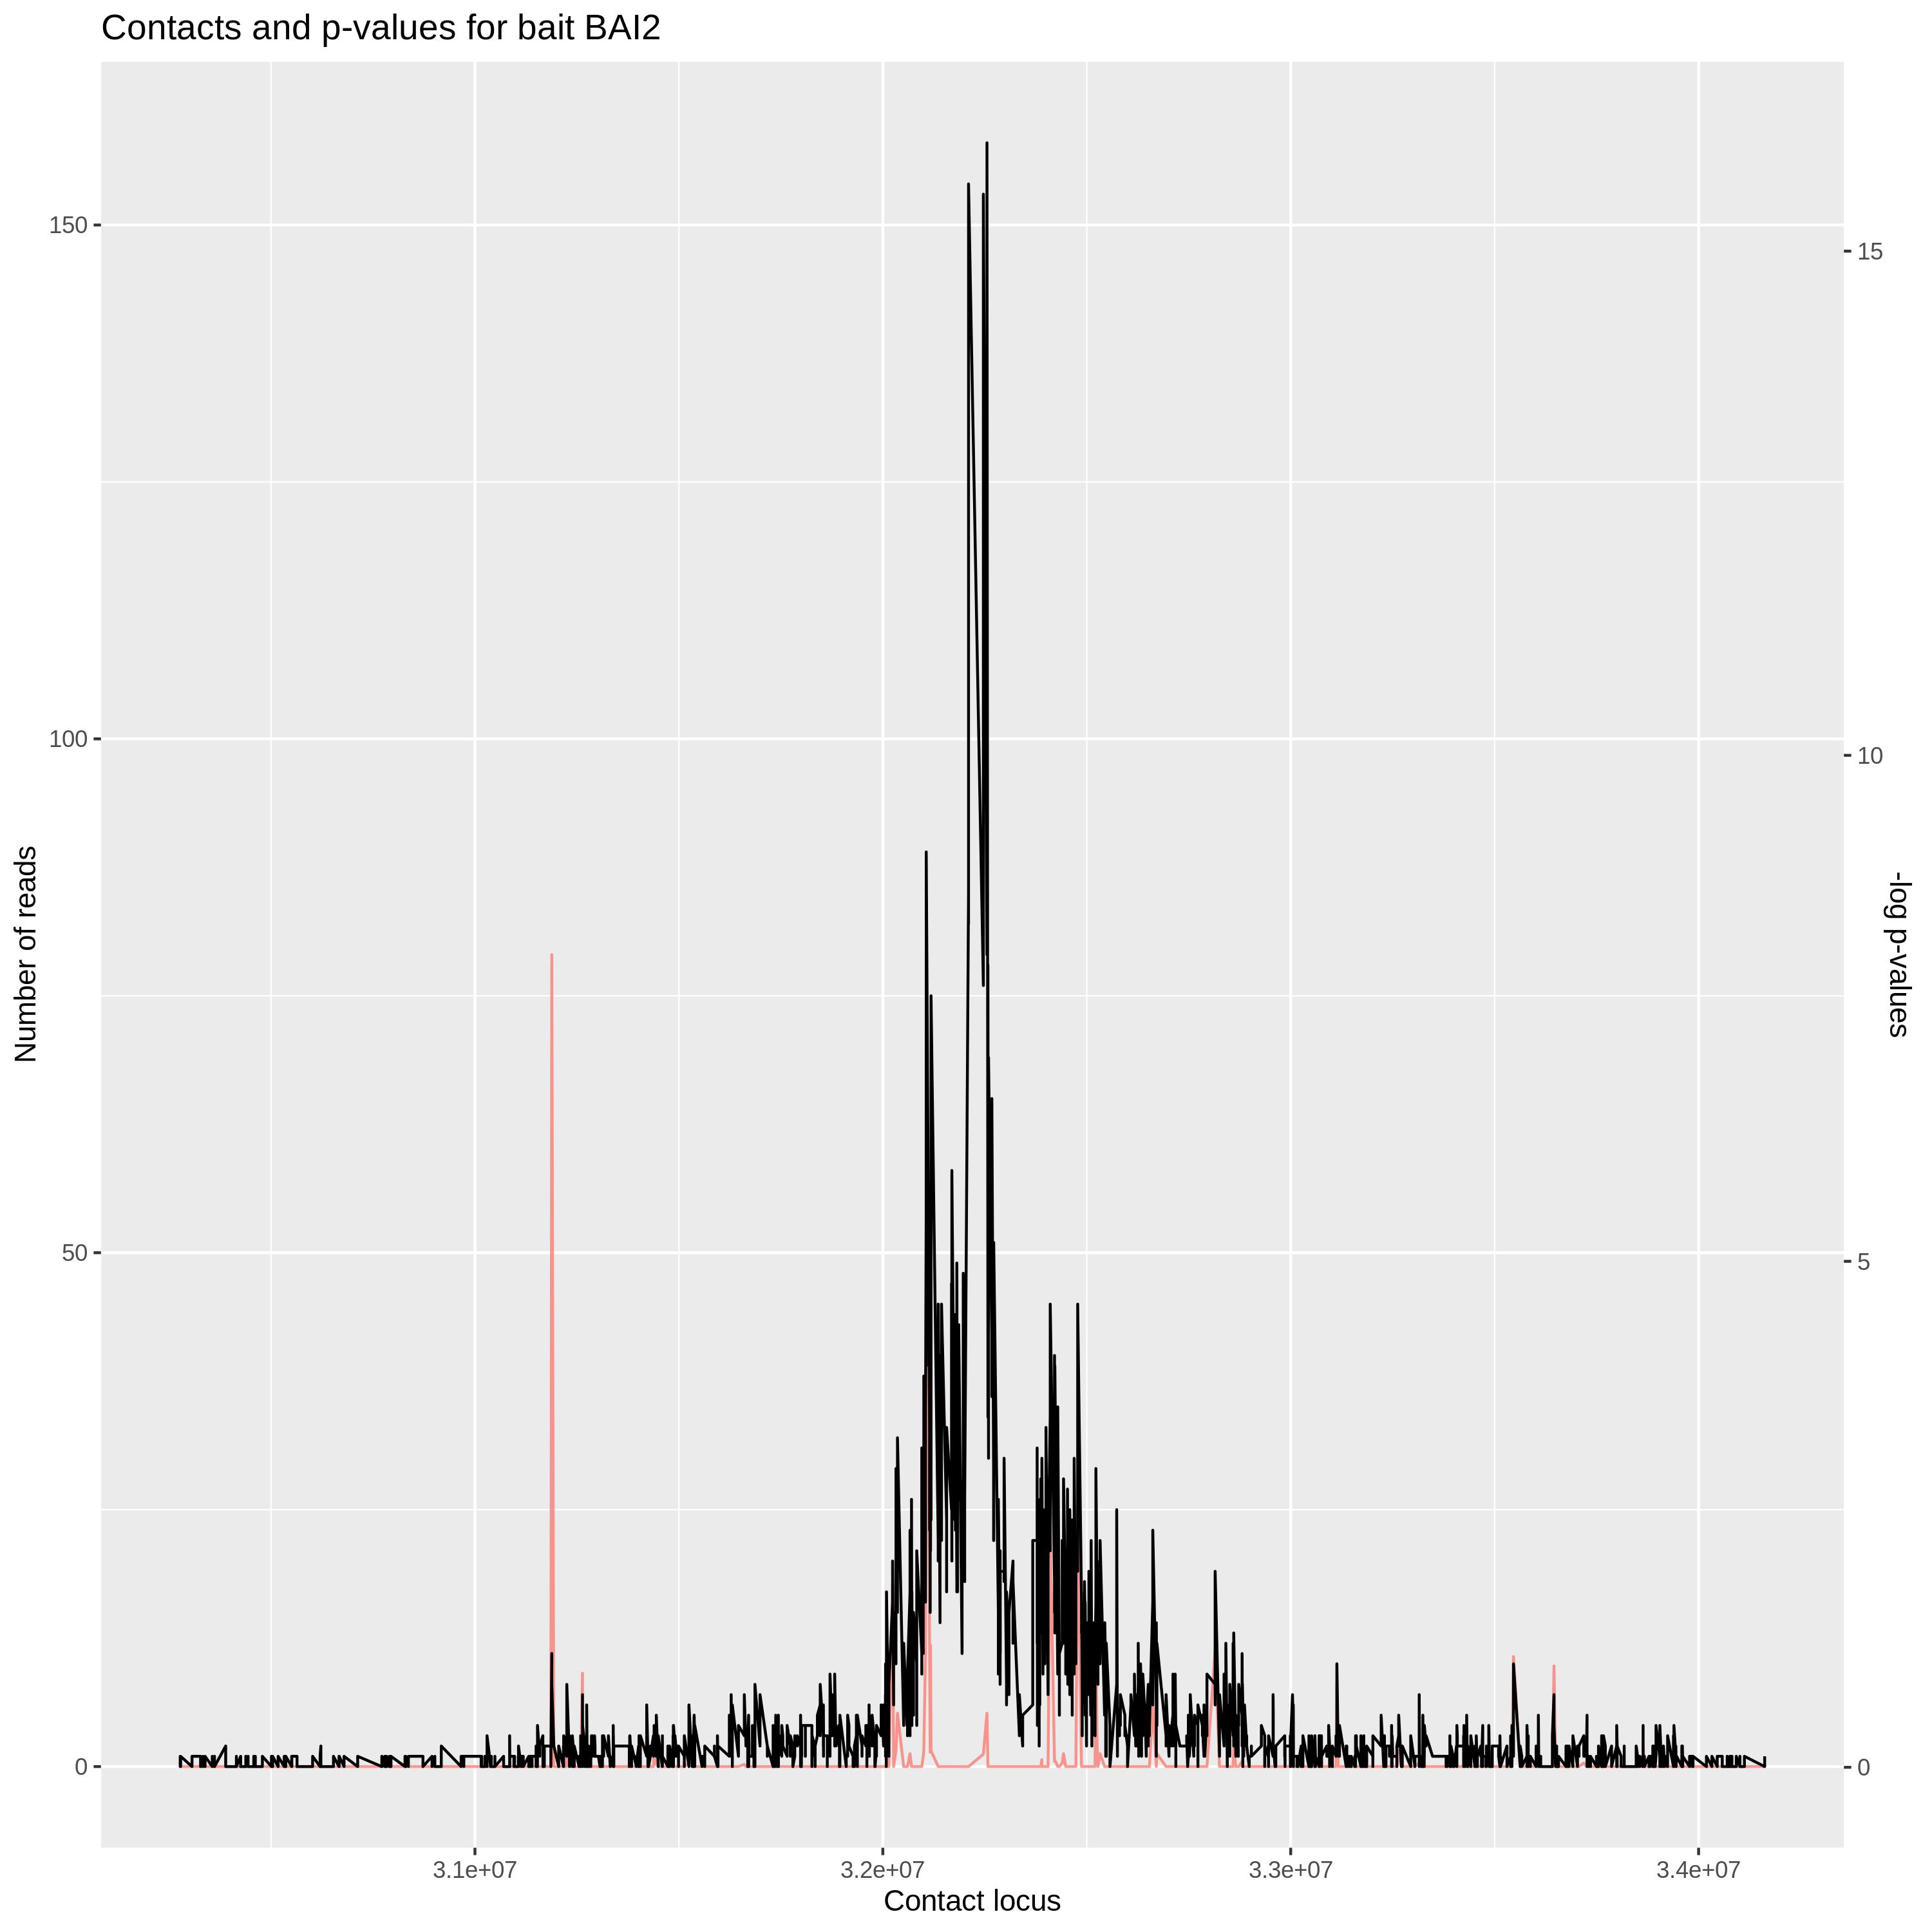 Contacts and p-values for bait BAI2
150
100
50
0
Number of reads
15
10
5
0
-log p-values
3.1e+07
3.2e+07
3.3e+07
3.4e+07
Contact locus